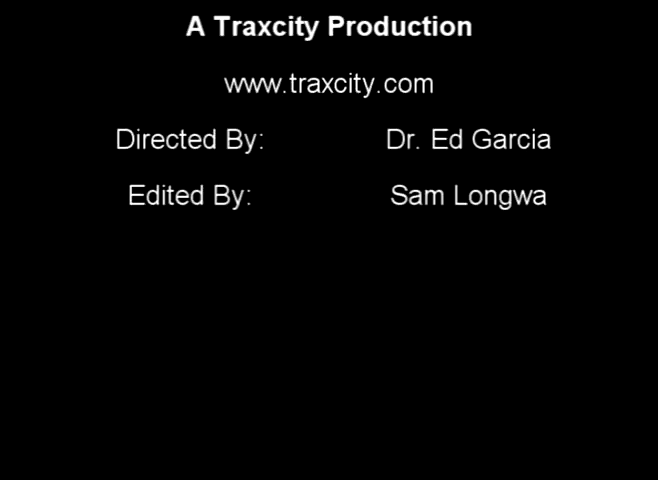 A Traxcity Production
www.traxcity.com
Directed By: Dr. Ed Garcia
Edited By: Sam Longwa